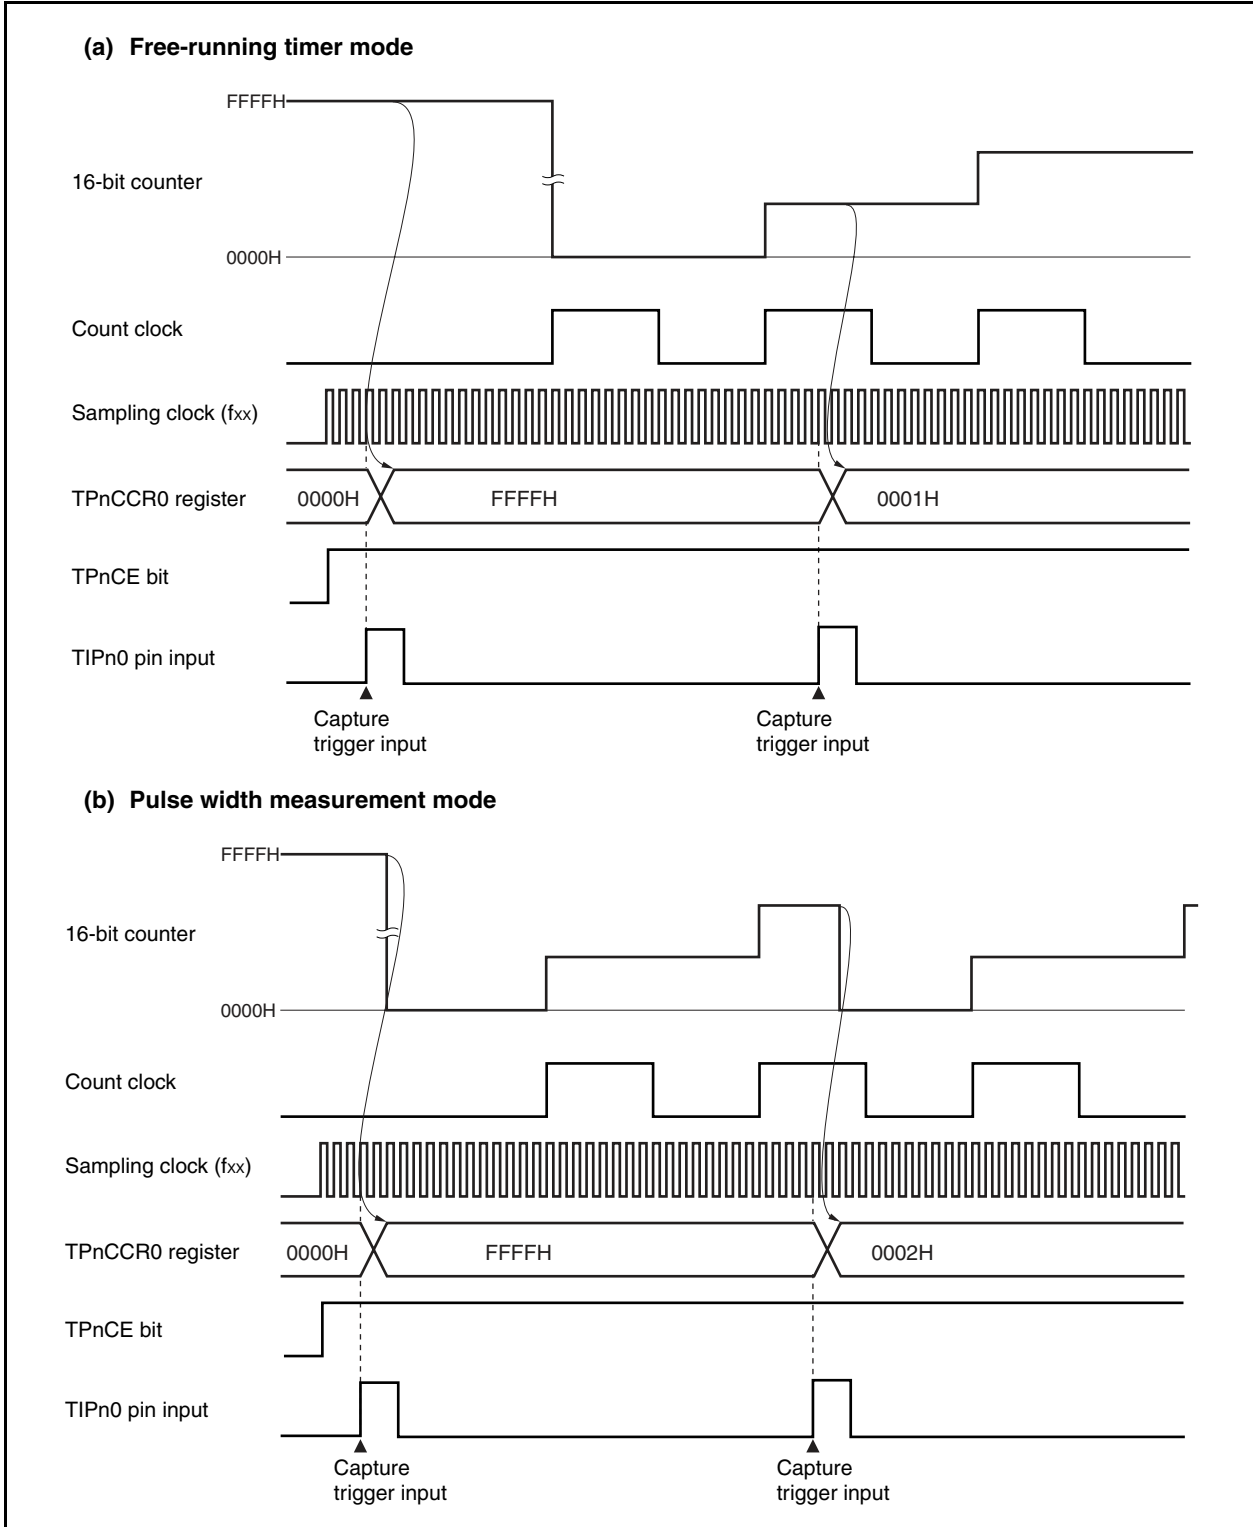 (a) Free-running timer mode
FFFFH
16-bit counter
0000H
Count clock
Sampling clock (fxx)
TPnCCR0 register
0000H
FFFFH
0001H
TPnCE bit
TIPn0 pin input
Capture
trigger input
Capture
trigger input
(b) Pulse width measurement mode
FFFFH
16-bit counter
0000H
Count clock
Sampling clock (fxx)
TPnCCR0 register
0000H
FFFFH
0002H
TPnCE bit
TIPn0 pin input
Capture
trigger input
Capture
trigger input